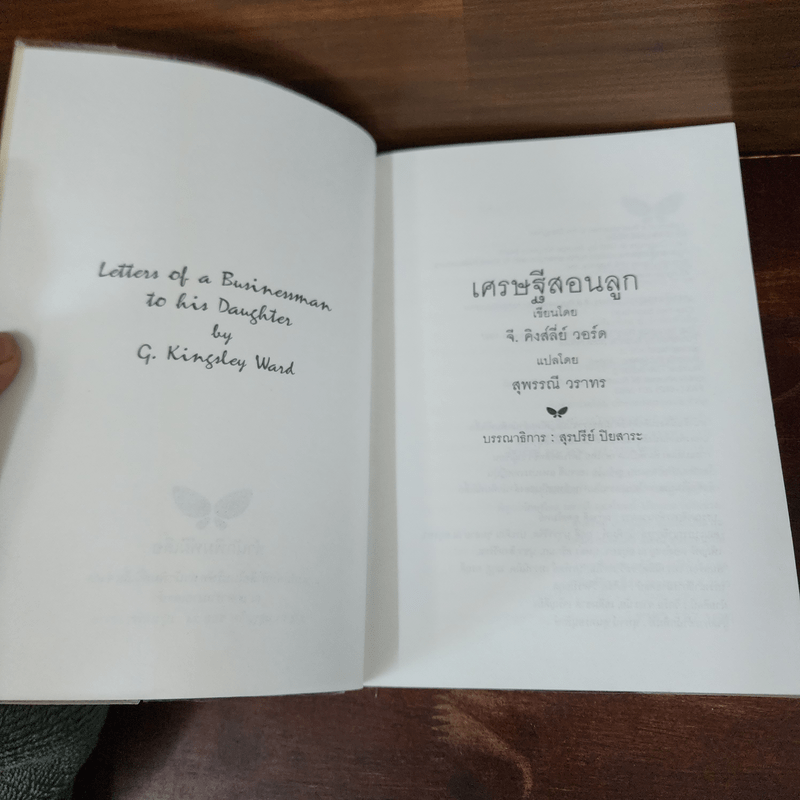 Letters of a Businessman
to his Daughter
by
G. Kingsley Ward
เศรษฐีสอนลูก
เขียนโดย
จี. คิงส์ลี่ย์ วอร์ด
แปลโดย
สุพรรณี วราทร
บรรณาธิการ : สุรปรีย์ ปิยสาระ